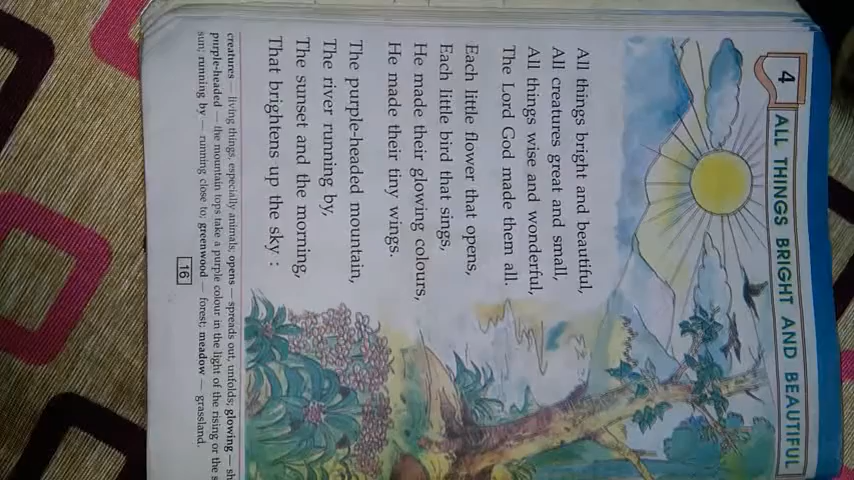 4
ALL THINGS BRIGHT AND BEAUTIFUL
All things bright and beautiful,
All creatures great and small,
All things wise and wonderful,
The Lord God made them all.
Each little flower that opens,
Each little bird that sings,
He made their glowing colours,
He made their tiny wings.
The purple-headed mountain,
The river running by,
The sunset and the morning,
That brightens up the sky :
creatures — living things, especially animals; opens — spreads out, unfolds; glowing — sh
purple-headed — the mountain tops take a purple colour in the light of the rising or the s
sun; running by — running close to; greenwood — forest; meadow — grassland.
16